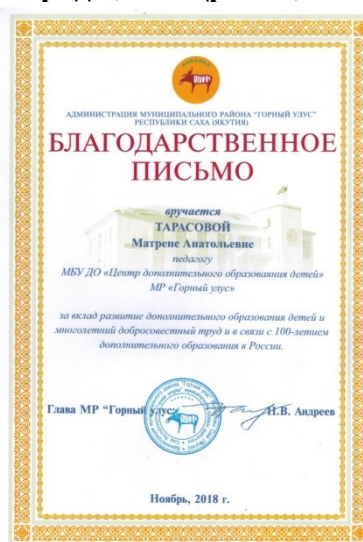 АДМИНИСТРАЦИЯ МУНИЦИПАЛЬНОГО РАЙОНА "ГОРНЫЙ УЛУС"
РЕСПУБЛИКИ САХА (ЯКУТИЯ)
БЛАГОДАРСТВЕННОЕ
ПИСЬМО
вручается
ТАРАСОВОЙ
Матрене Анатольевне
педагогу
МБУ ДО «Центр дополнительного образования детей»
МР «Горный улус»
за вклад развитие дополнительного образования детей и
многолетний добросовестный труд и в связи с 100-летием
дополнительного образования в России.
Глава МР "Горный улус" Н.В. Андреев
Ноябрь, 2018 г.